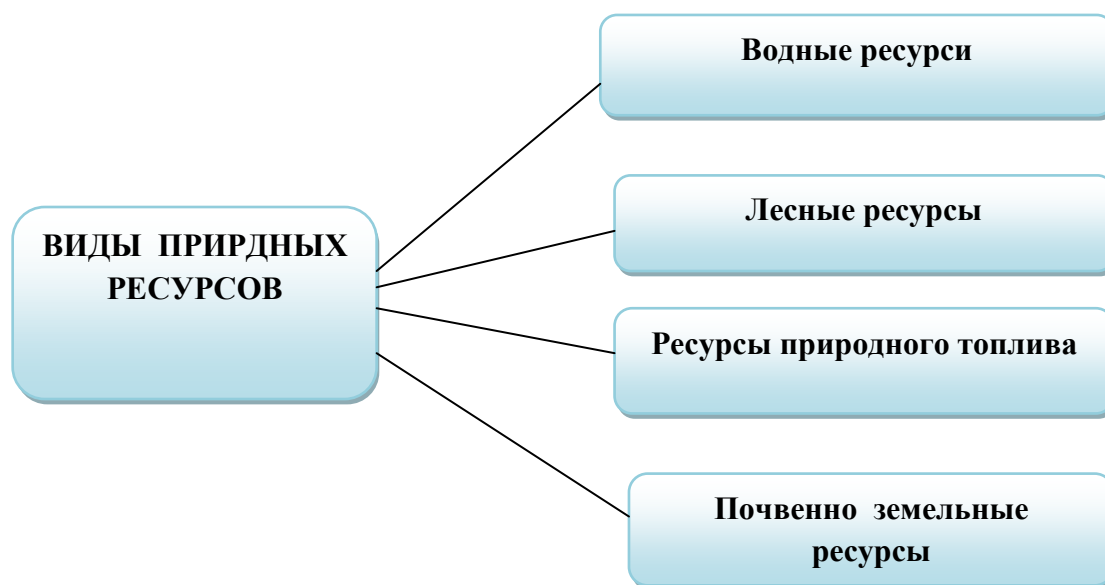 ВИДЫ ПРИРДНЫХ
РЕСУРСОВ
Водные ресурси
Лесные ресурсы
Ресурсы природного топлива
Почвенно земельные
ресурсы